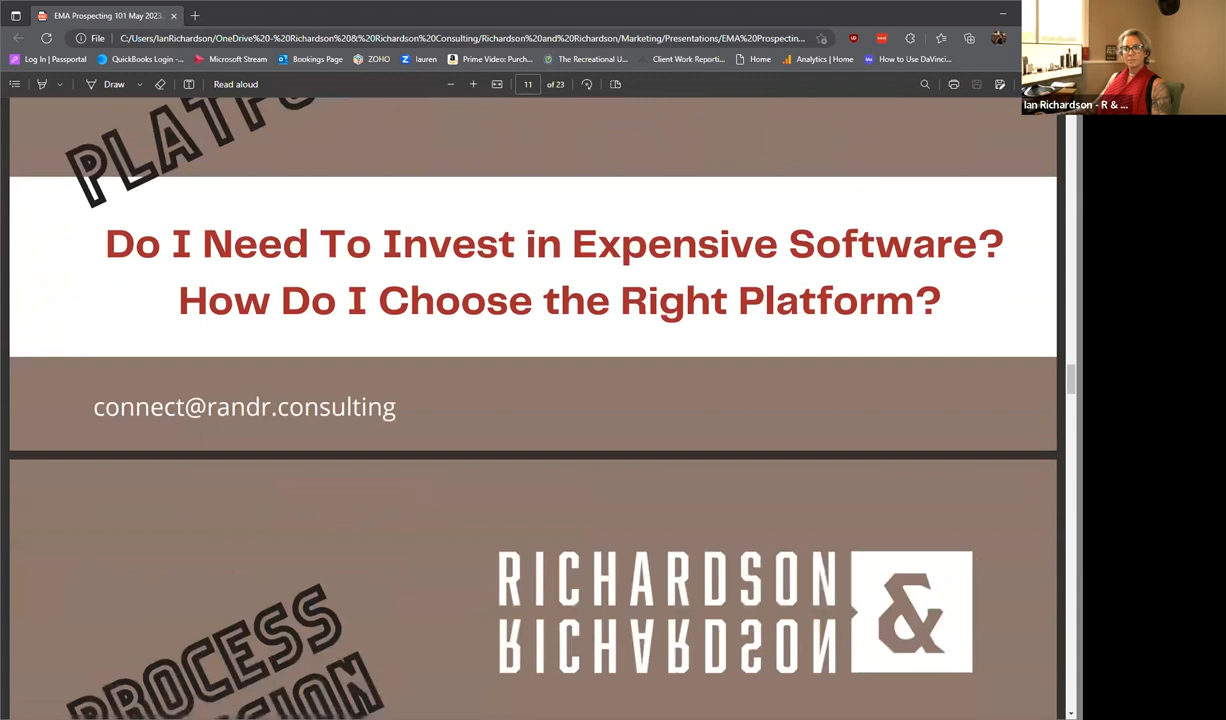 EMA Prospecting 101 May 2023
File
C:/Users/IanRichardson/OneDrive%20-%20Richardson%20&%20Richardson%20Consulting/Richardson%20and%20Richardson/Marketing/Presentations/EMA%20Prospectin...
Log In | Passportal
QuickBooks Login -...
Microsoft Stream
Bookings Page
ZOHO
lauren
Prime Video: Purch...
The Recreational U...
Client Work Reporti...
Home
Analytics | Home
How to Use DaVinci...
Draw
Read aloud
11 of 23
Ian Richardson - R & ...
Do I Need To Invest in Expensive Software?
How Do I Choose the Right Platform?
connect@randr.consulting
RICHARDSON
RICHARDSON
&
PROCESS